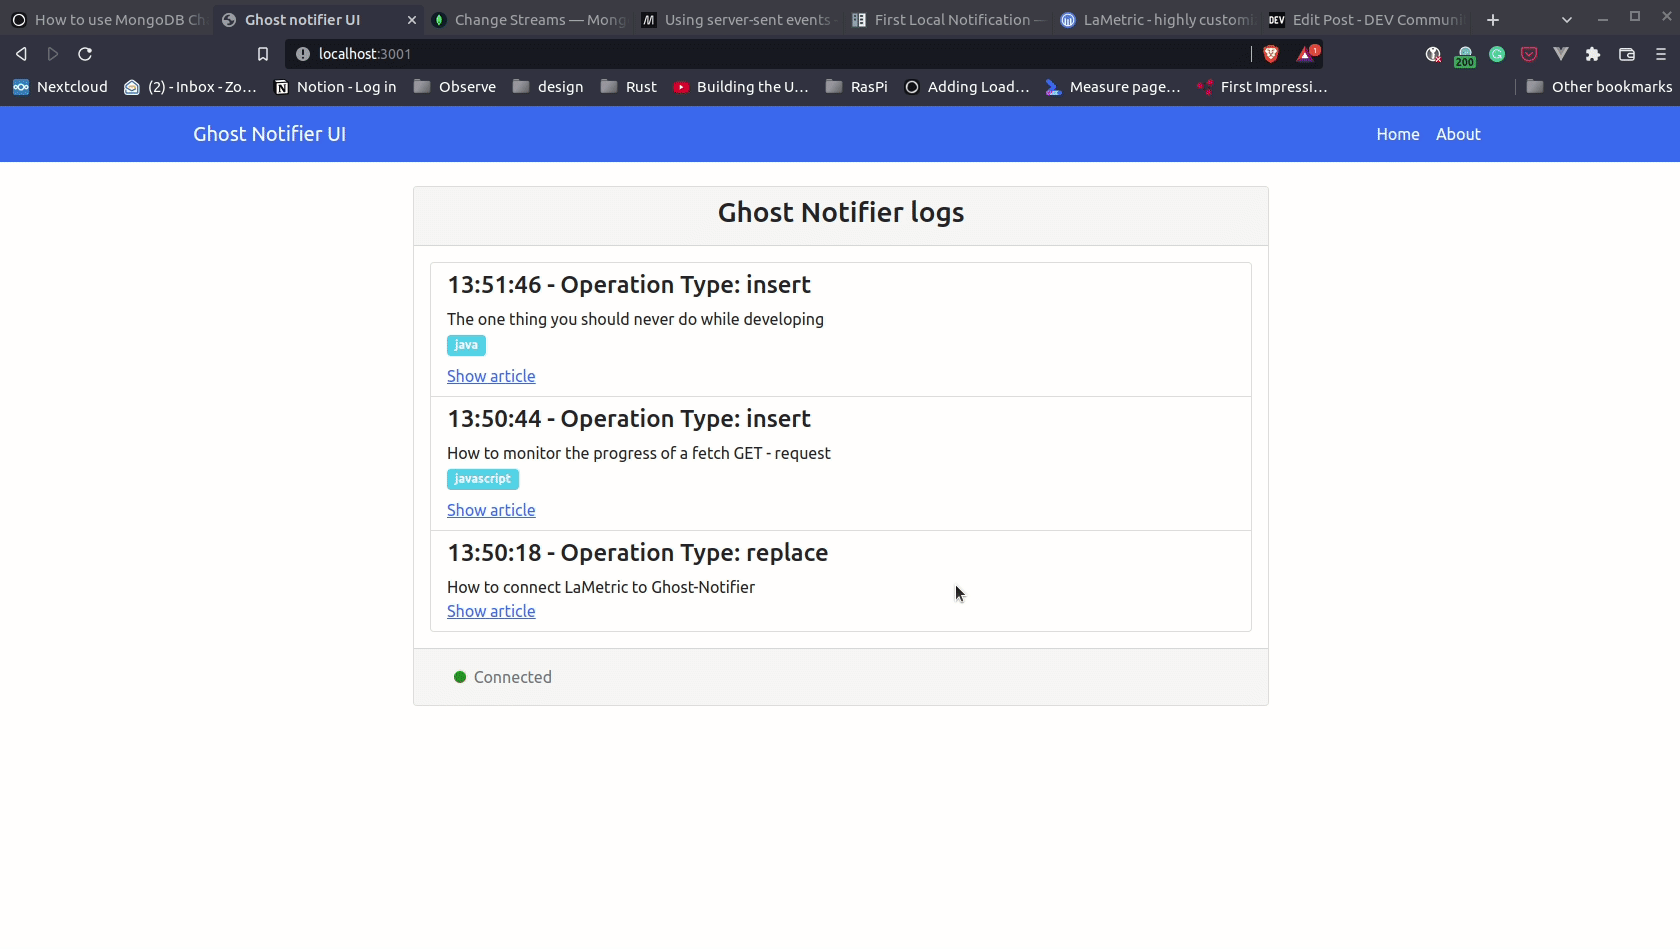 How to use MongoDB Ch
Ghost notifier UI
Change Streams — Mong
Using server-sent events -
First Local Notification —
LaMetric - highly customi
DEV Edit Post - DEV Communi
localhost:3001
1
200
Nextcloud
(2) - Inbox - Zo...
Notion - Log in
Observe
design
Rust
Building the U...
RasPi
Adding Load...
Measure page...
First Impressi...
Other bookmarks
Ghost Notifier UI
Home
About
Ghost Notifier logs
13:51:46 - Operation Type: insert
The one thing you should never do while developing
java
Show article
13:50:44 - Operation Type: insert
How to monitor the progress of a fetch GET - request
javascript
Show article
13:50:18 - Operation Type: replace
How to connect LaMetric to Ghost-Notifier
Show article
Connected